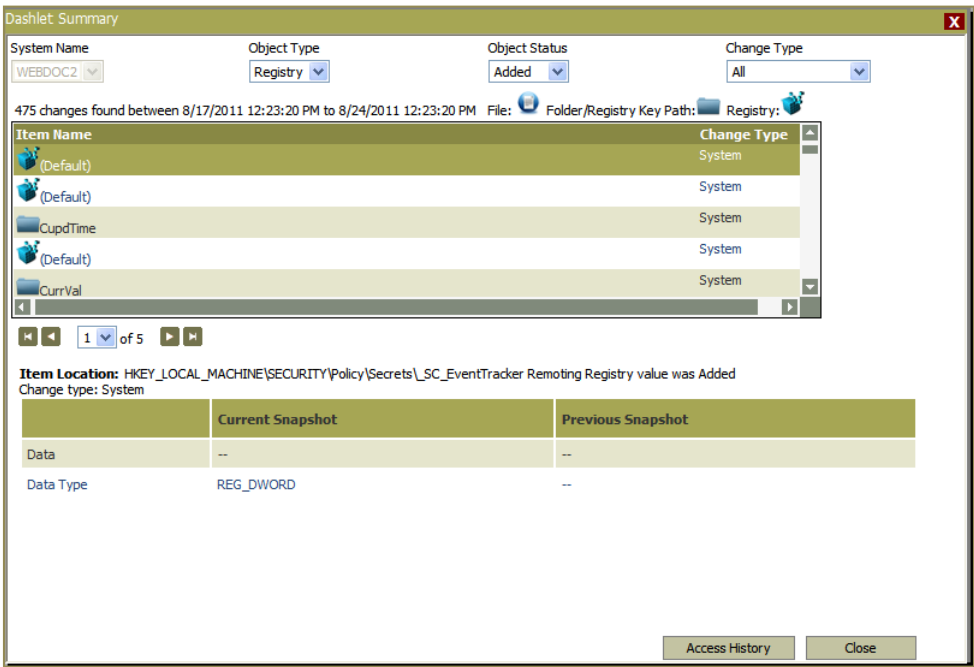 Dashlet Summary X
System Name Object Type Object Status Change Type
WEBDOC2 Registry Added All
475 changes found between 8/17/2011 12:23:20 PM to 8/24/2011 12:23:20 PM File: Folder/Registry Key Path: Registry:
Item Name Change Type
(Default) System
(Default) System
CupdTime System
(Default) System
CurrVal System
1 of 5
Item Location: HKEY_LOCAL_MACHINE\SECURITY\Policy\Secrets\_SC_EventTracker Remoting Registry value was Added
Change type: System
Current Snapshot Previous Snapshot
Data -- --
Data Type REG_DWORD --
Access History Close